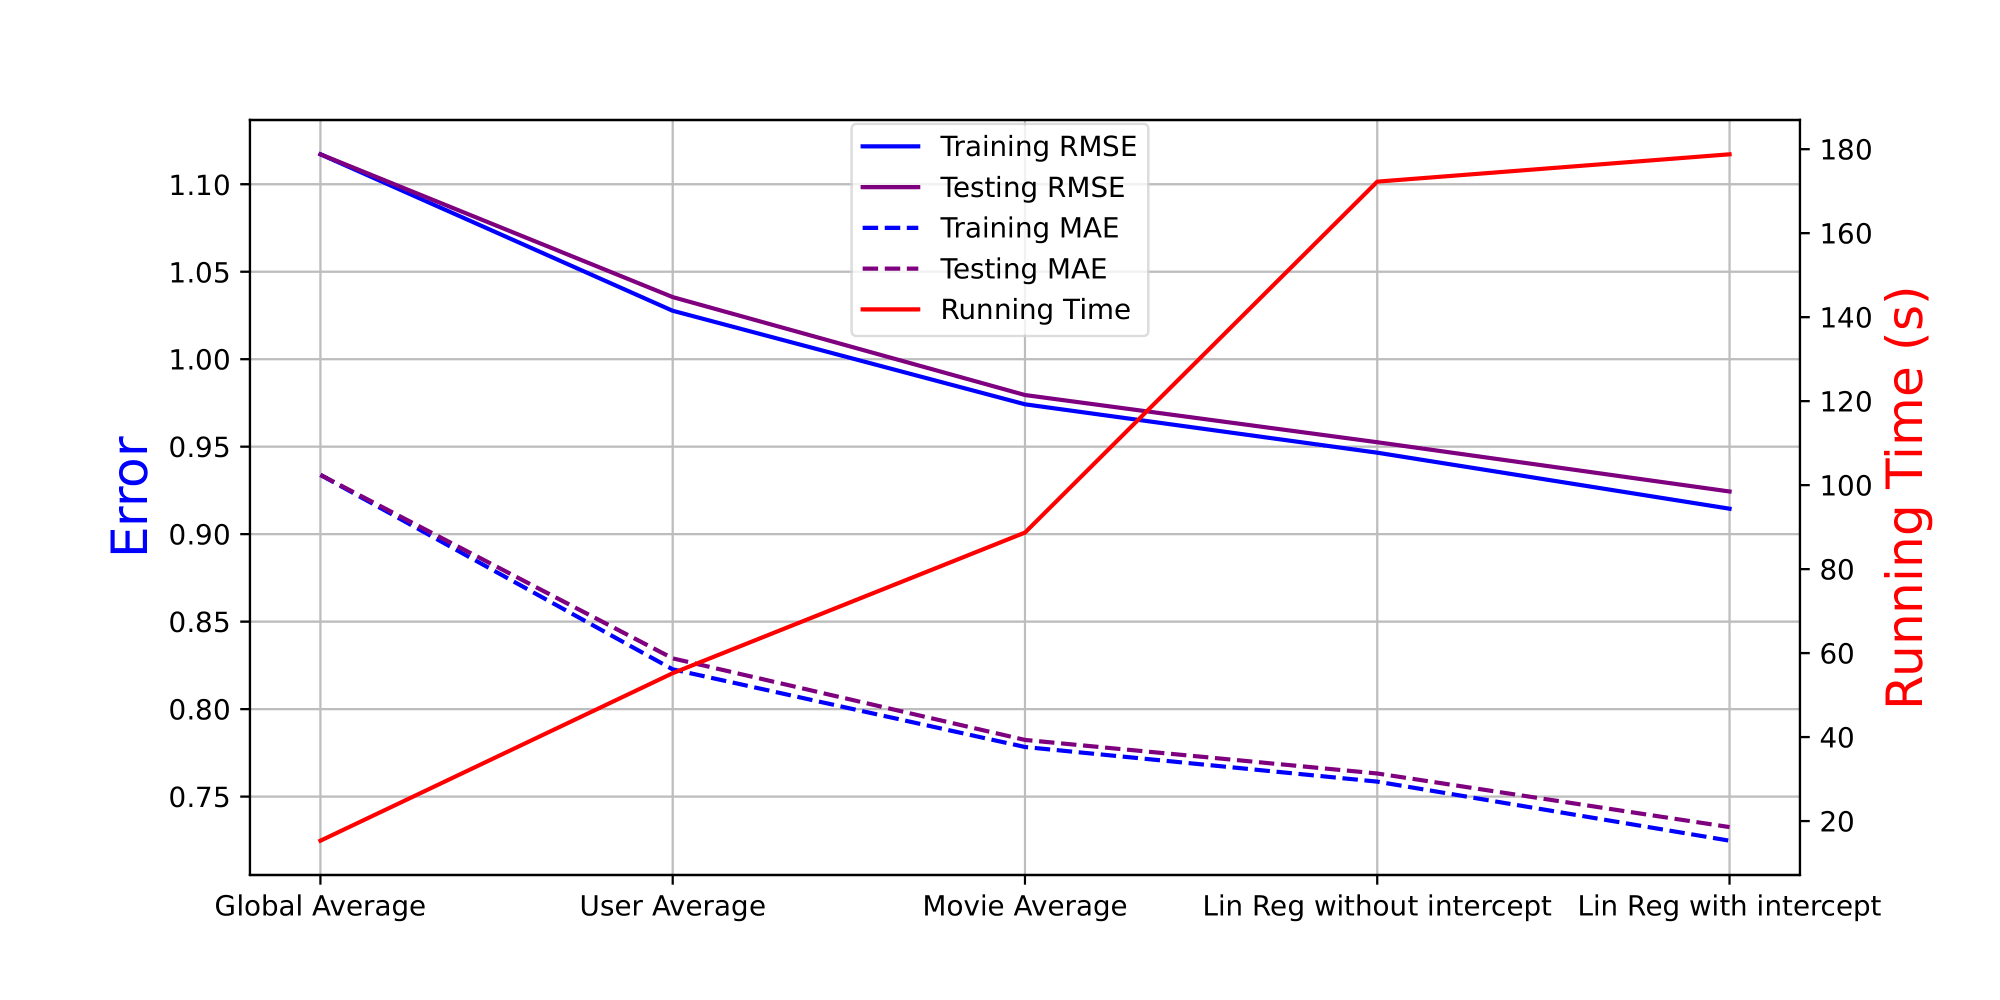 Training RMSE
Testing RMSE
Training MAE
Testing MAE
Running Time
Error
1.10
1.05
1.00
0.95
0.90
0.85
0.80
0.75
Running Time (s)
180
160
140
120
100
80
60
40
20
Global Average
User Average
Movie Average
Lin Reg without intercept
Lin Reg with intercept